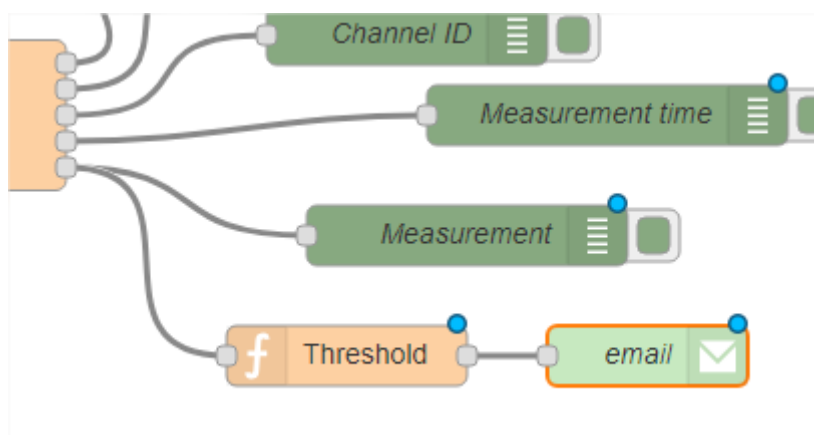 Channel ID
Measurement time
Measurement
Threshold
email